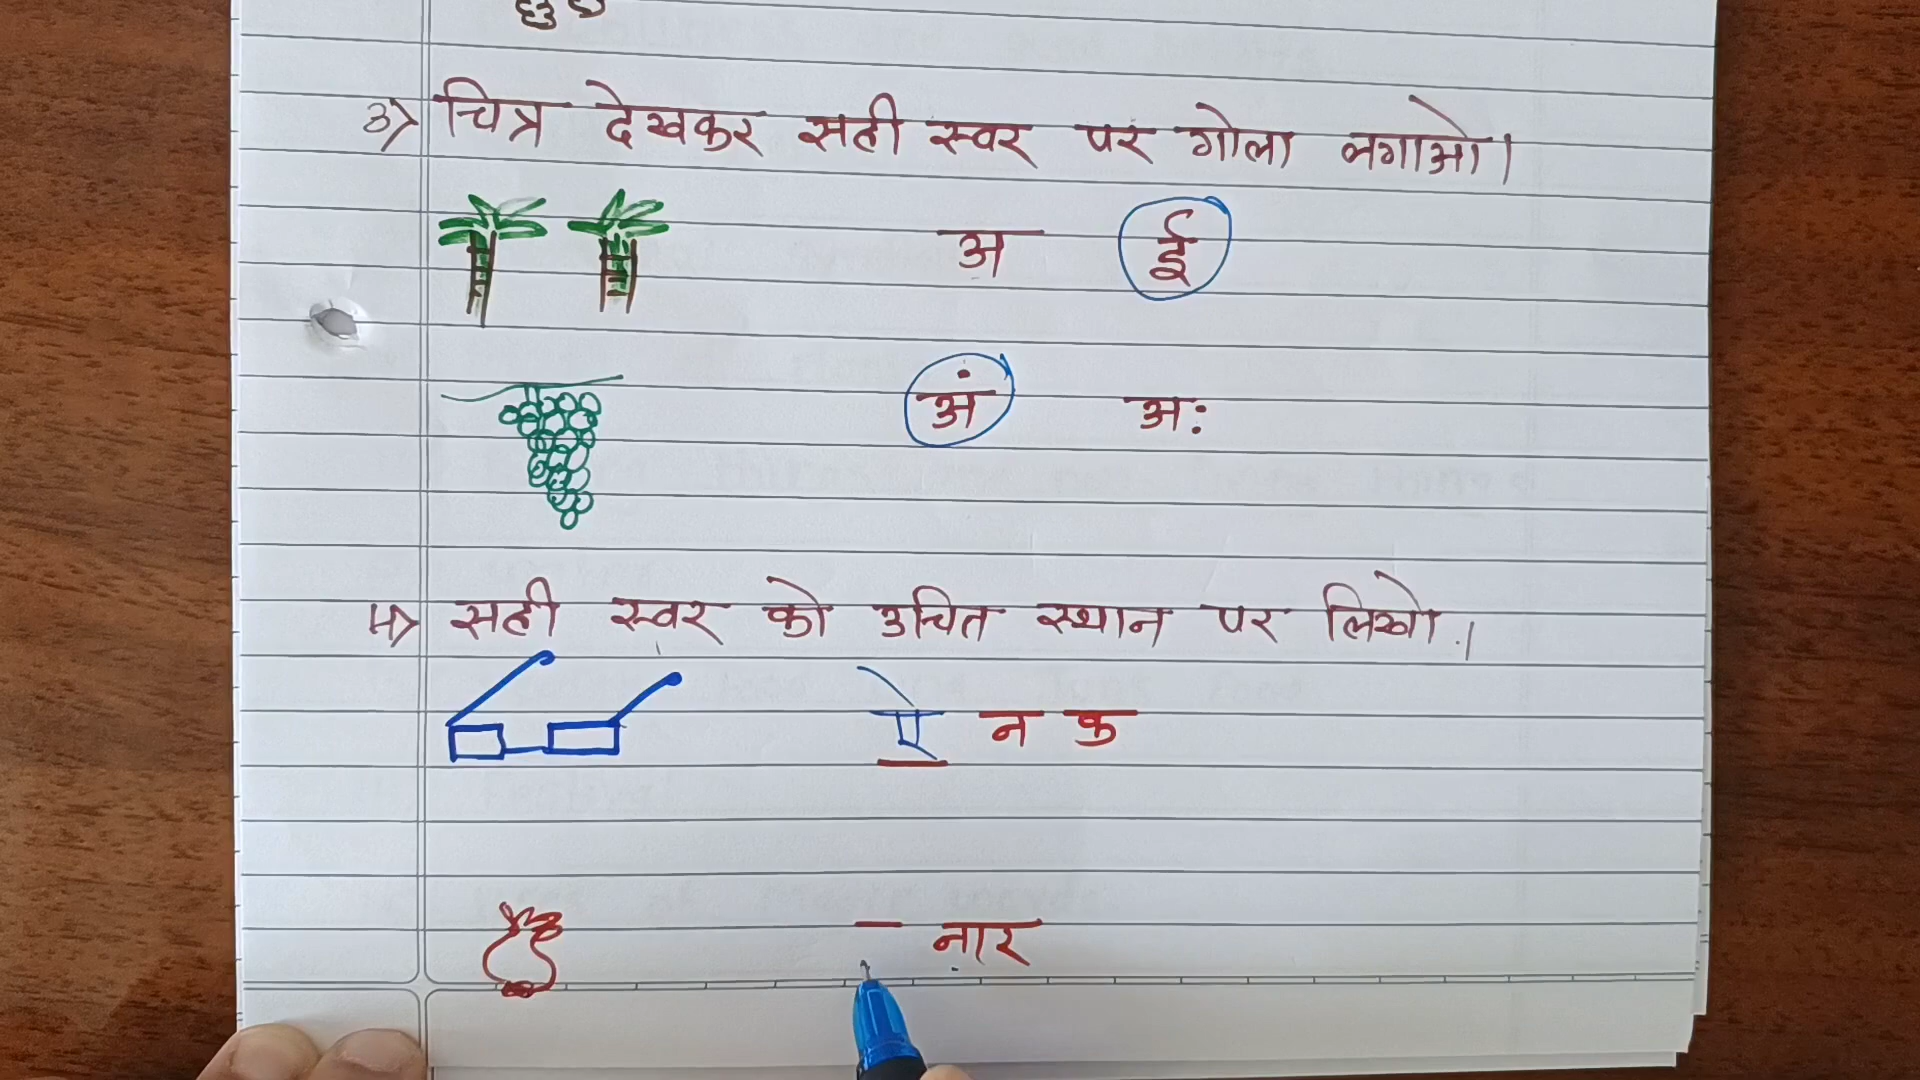 3> चित्र देखकर सही स्वर पर गोला लगाओ।
अ ई
अं अः
4> सही स्वर को उचित स्थान पर लिखो।
ऐ न क
_ नार